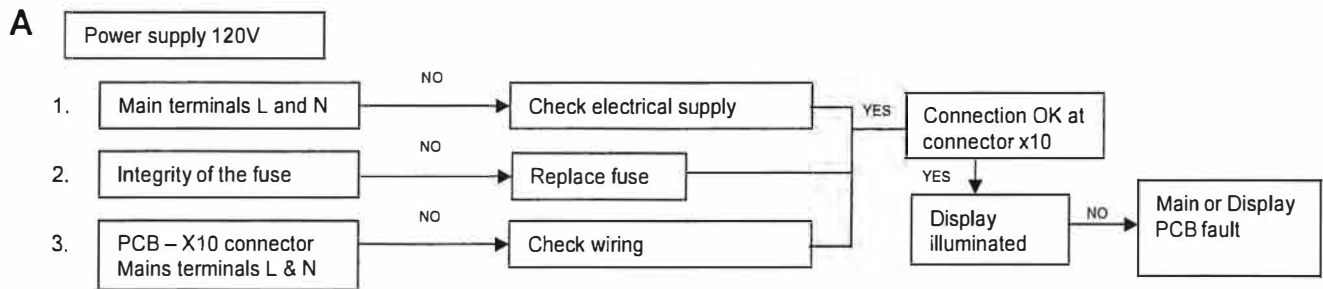 A
Power supply 120V
NO
1. Main terminals L and N
Check electrical supply
YES
Connection OK at
connector x10
NO
2. Integrity of the fuse
Replace fuse
YES
NO
3. PCB – X10 connector
Mains terminals L & N
Check wiring
Display
illuminated
NO
Main or Display
PCB fault